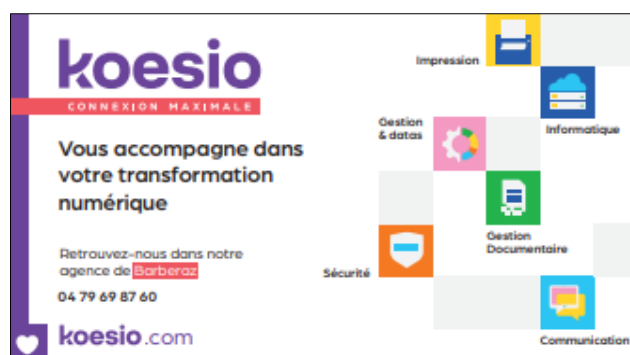 koesio
CONNEXION MAXIMALE
Vous accompagne dans
votre transformation
numérique
Retrouvez-nous dans notre
agence de Barberaz
04 79 69 87 60
koesio.com
Impression
Informatique
Gestion
& datas
Gestion
Documentaire
Sécurité
Communication